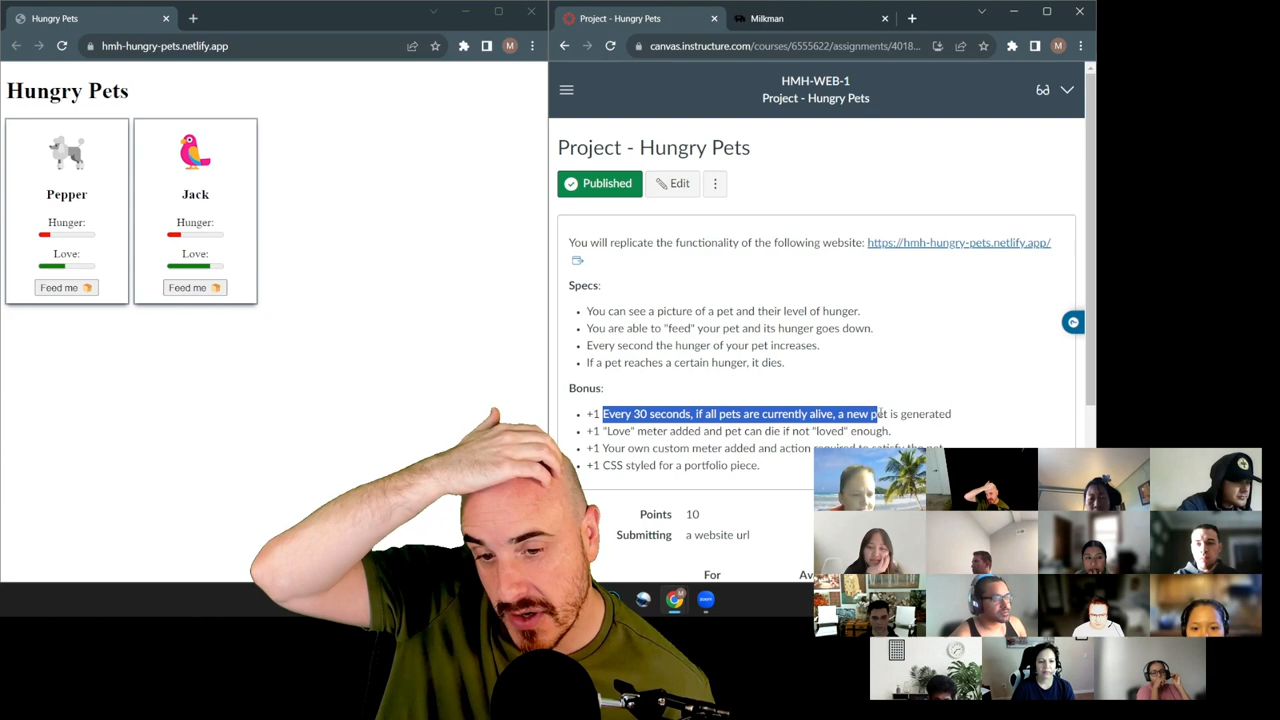 Hungry Pets
hmh-hungry-pets.netlify.app
M
Hungry Pets
Pepper
Hunger:
Love:
Feed me
Jack
Hunger:
Love:
Feed me
Project - Hungry Pets
Milkman
canvas.instructure.com/courses/6555622/assignments/4018...
M
HMH-WEB-1
Project - Hungry Pets
Project - Hungry Pets
Published
Edit
You will replicate the functionality of the following website: https://hmh-hungry-pets.netlify.app/
Specs:
You can see a picture of a pet and their level of hunger.
You are able to "feed" your pet and its hunger goes down.
Every second the hunger of your pet increases.
If a pet reaches a certain hunger, it dies.
Bonus:
+1 Every 30 seconds, if all pets are currently alive, a new pet is generated
+1 "Love" meter added and pet can die if not "loved" enough.
+1 Your own custom meter added and action required to satisfy the pet
+1 CSS styled for a portfolio piece.
Points 10
Submitting a website url
For